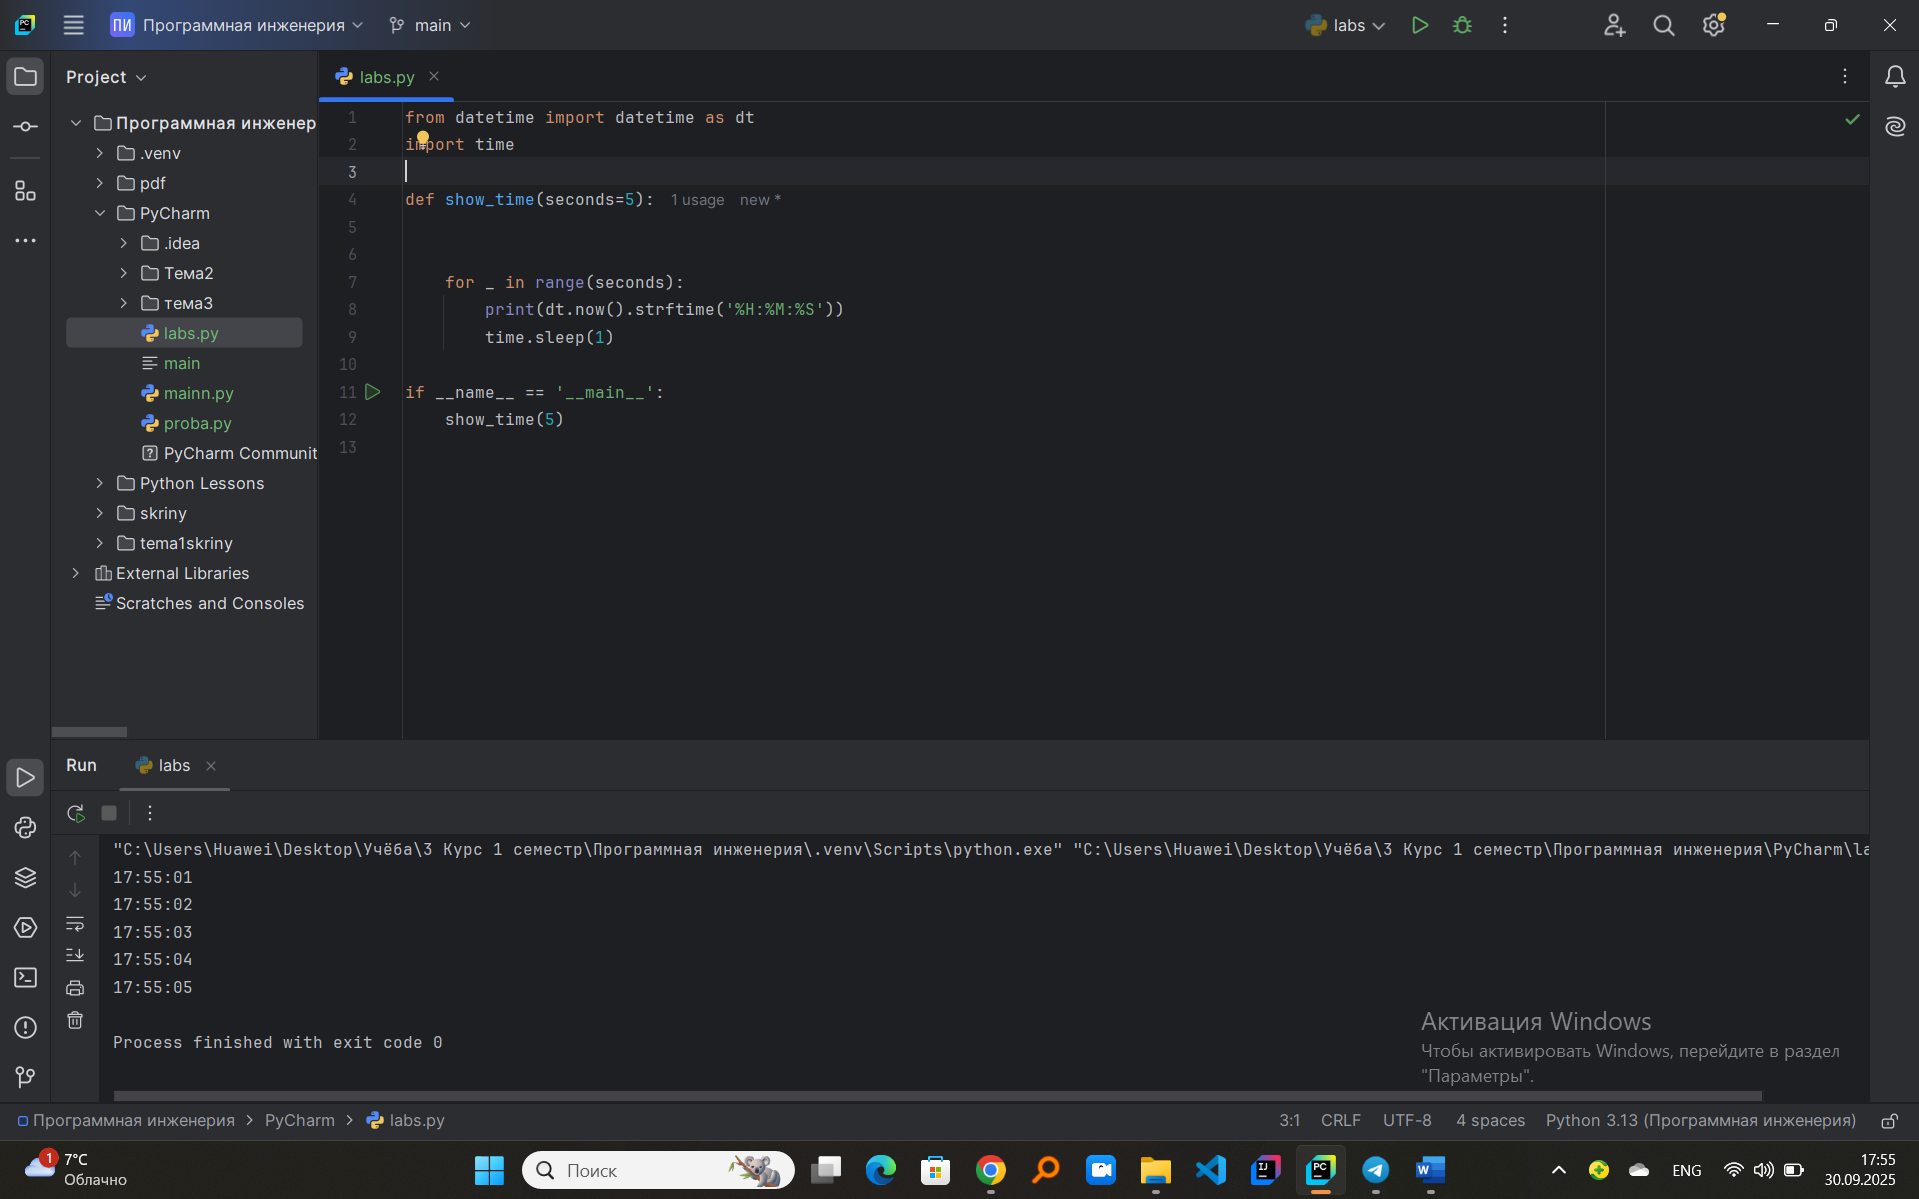 ПИ Программная инженерия main labs
Project labs.py
Программная инженер
.venv
pdf
PyCharm
.idea
Тема2
тема3
labs.py
main
mainn.py
proba.py
PyCharm Communit
Python Lessons
skriny
tema1skriny
External Libraries
Scratches and Consoles
1 from datetime import datetime as dt
2 import time
3
4 def show_time(seconds=5): 1 usage new *
5
6
7 for _ in range(seconds):
8 print(dt.now().strftime('%H:%M:%S'))
9 time.sleep(1)
10
11 if __name__ == '__main__':
12 show_time(5)
13
Run labs
"C:\Users\Huawei\Desktop\Учёба\3 Курс 1 семестр\Программная инженерия\.venv\Scripts\python.exe" "C:\Users\Huawei\Desktop\Учёба\3 Курс 1 семестр\Программная инженерия\PyCharm\la
17:55:01
17:55:02
17:55:03
17:55:04
17:55:05
Process finished with exit code 0
Активация Windows
Чтобы активировать Windows, перейдите в раздел
"Параметры".
Программная инженерия PyCharm labs.py 3:1 CRLF UTF-8 4 spaces Python 3.13 (Программная инженерия)
1 7°C
Облачно
Поиск
ENG
17:55
30.09.2025